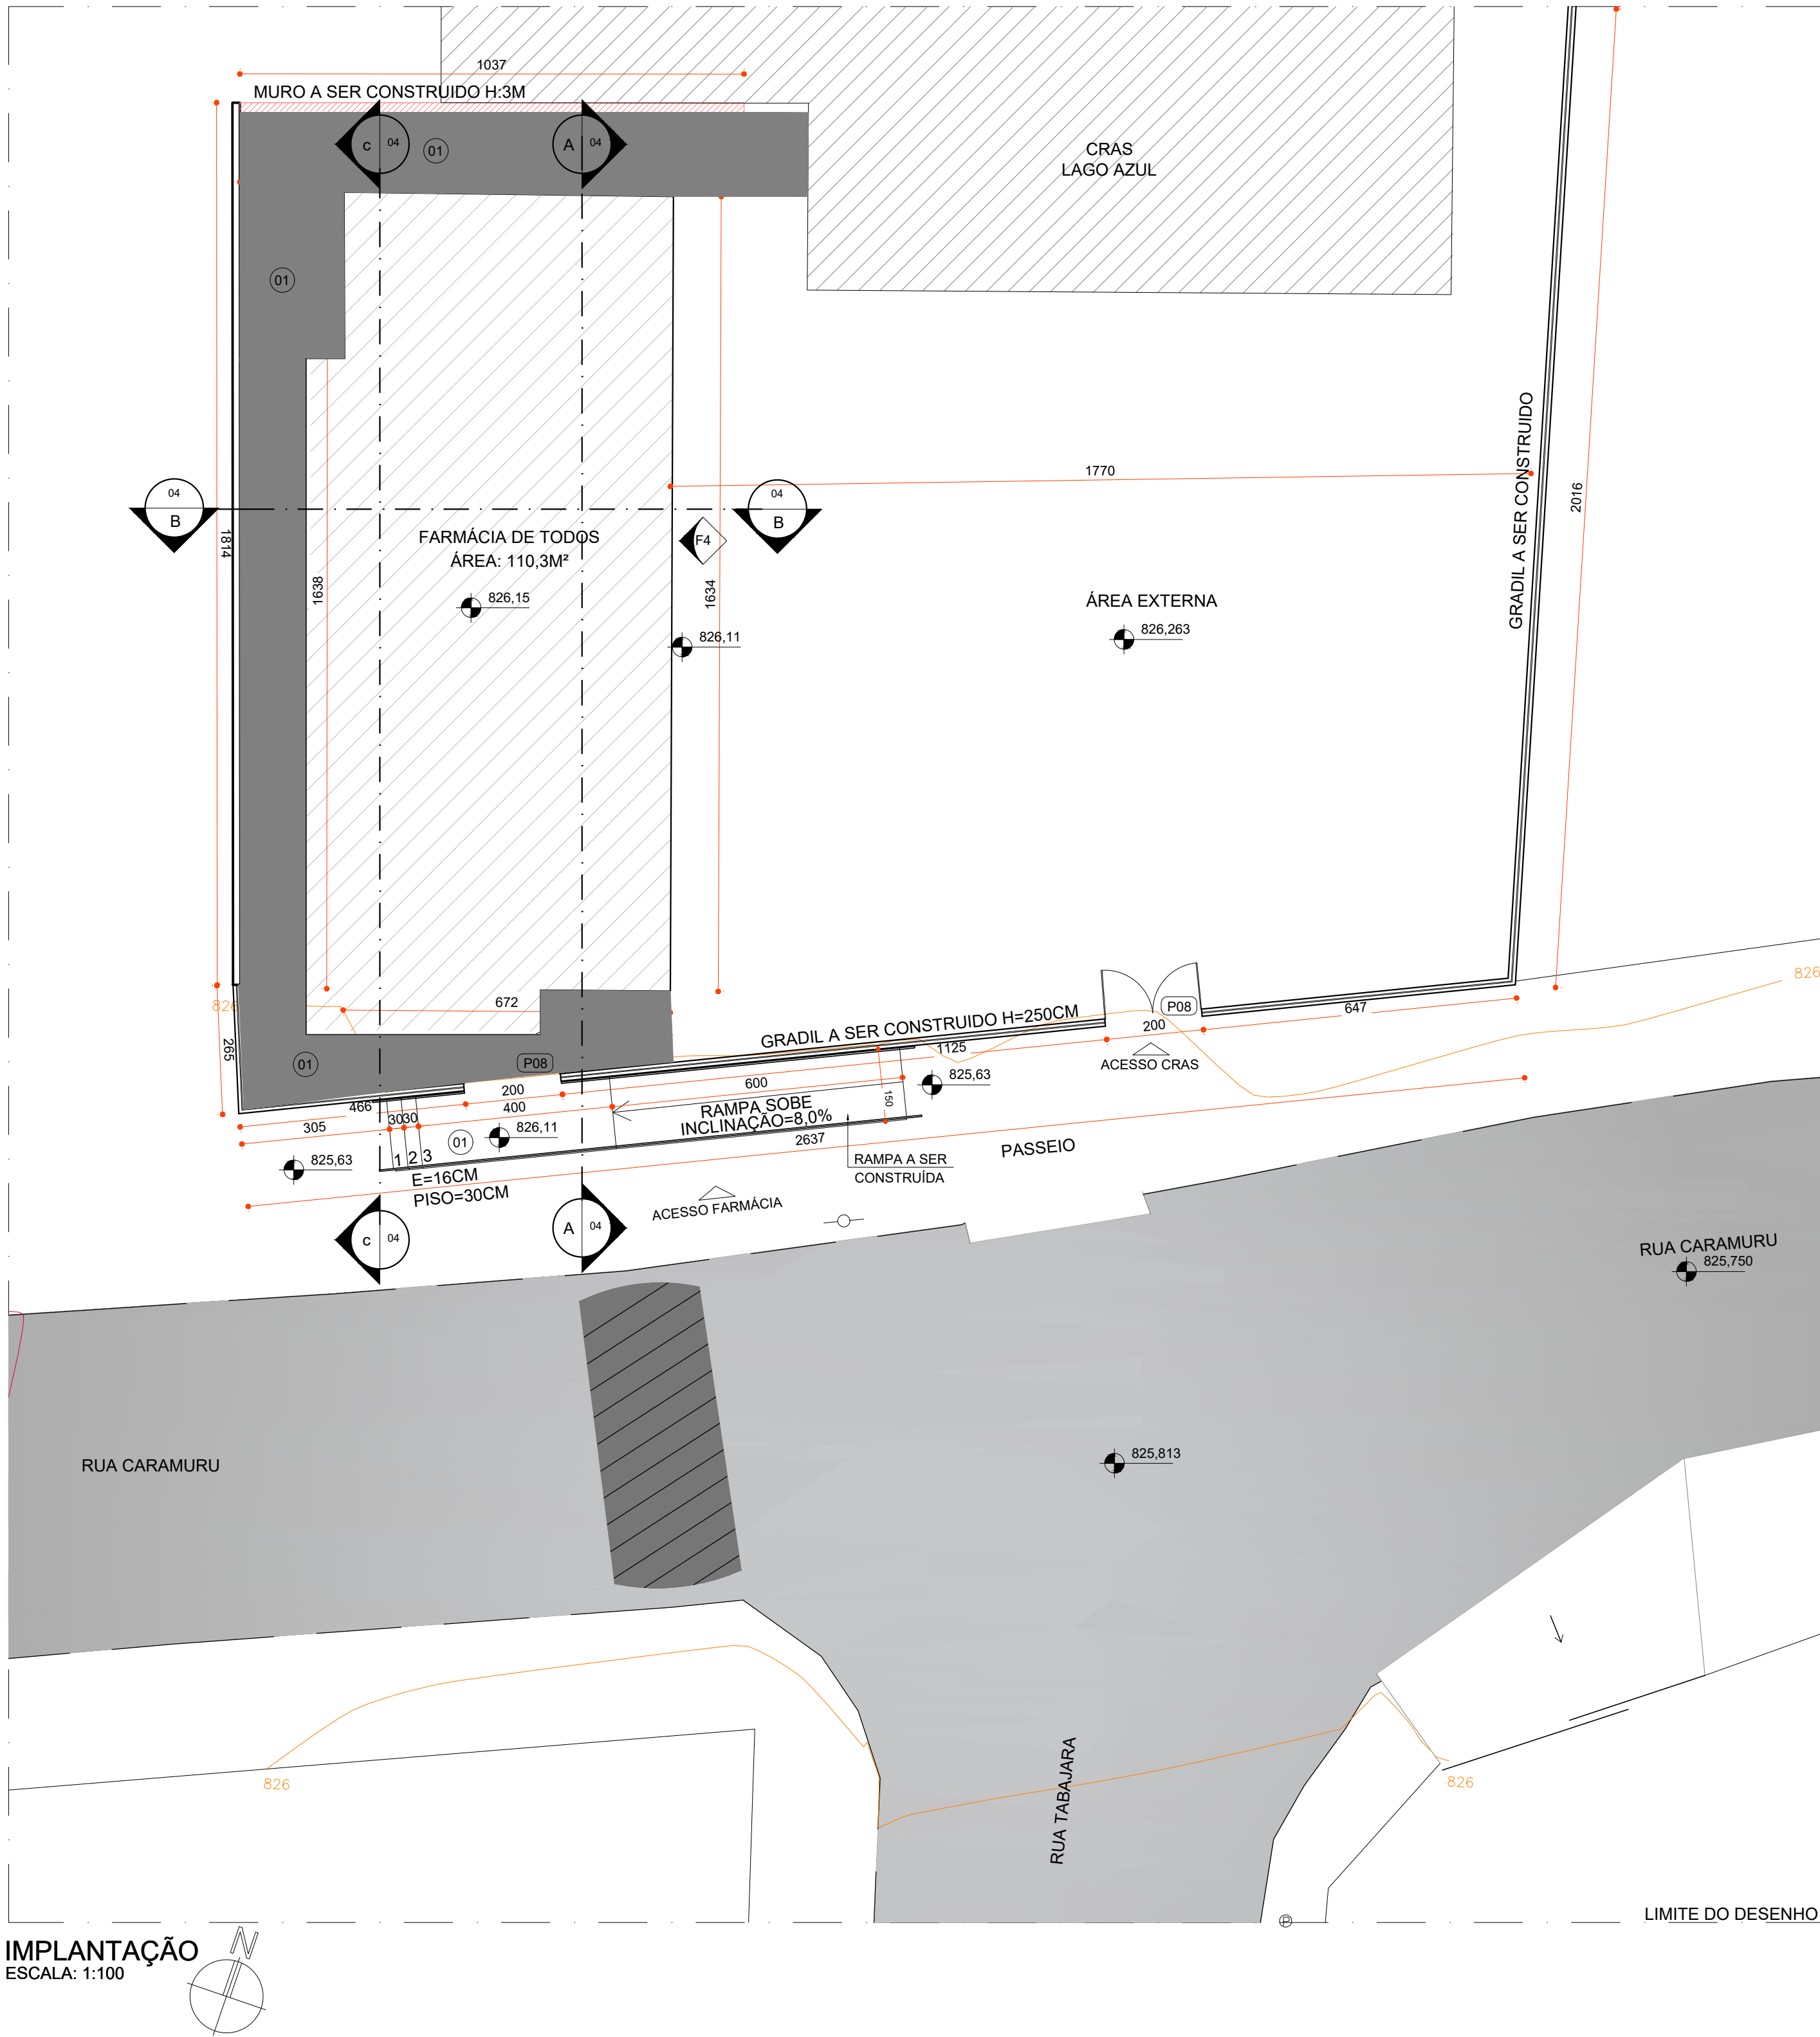 1037
MURO A SER CONSTRUIDO H:3M
c 04
01
A 04
CRAS
LAGO AZUL
01
GRADIL A SER CONSTRUIDO
2016
1770
04
B
04
B
1814
FARMÁCIA DE TODOS
ÁREA: 110,3M²
F4
1638
826,15
1634
826,11
ÁREA EXTERNA
826,263
826
826
672
GRADIL A SER CONSTRUIDO H=250CM
P08
647
200
1125
ACESSO CRAS
265
01
P08
825,63
200
600
466
400
3030
305
150
RAMPA SOBE
INCLINAÇÃO=8,0%
826,11
01
2637
1 2 3
825,63
PASSEIO
RAMPA A SER
CONSTRUÍDA
E=16CM
PISO=30CM
ACESSO FARMÁCIA
c 04
A 04
RUA CARAMURU
825,750
825,813
RUA CARAMURU
RUA TABAJARA
826
826
P
LIMITE DO DESENHO
IMPLANTAÇÃO
ESCALA: 1:100
N